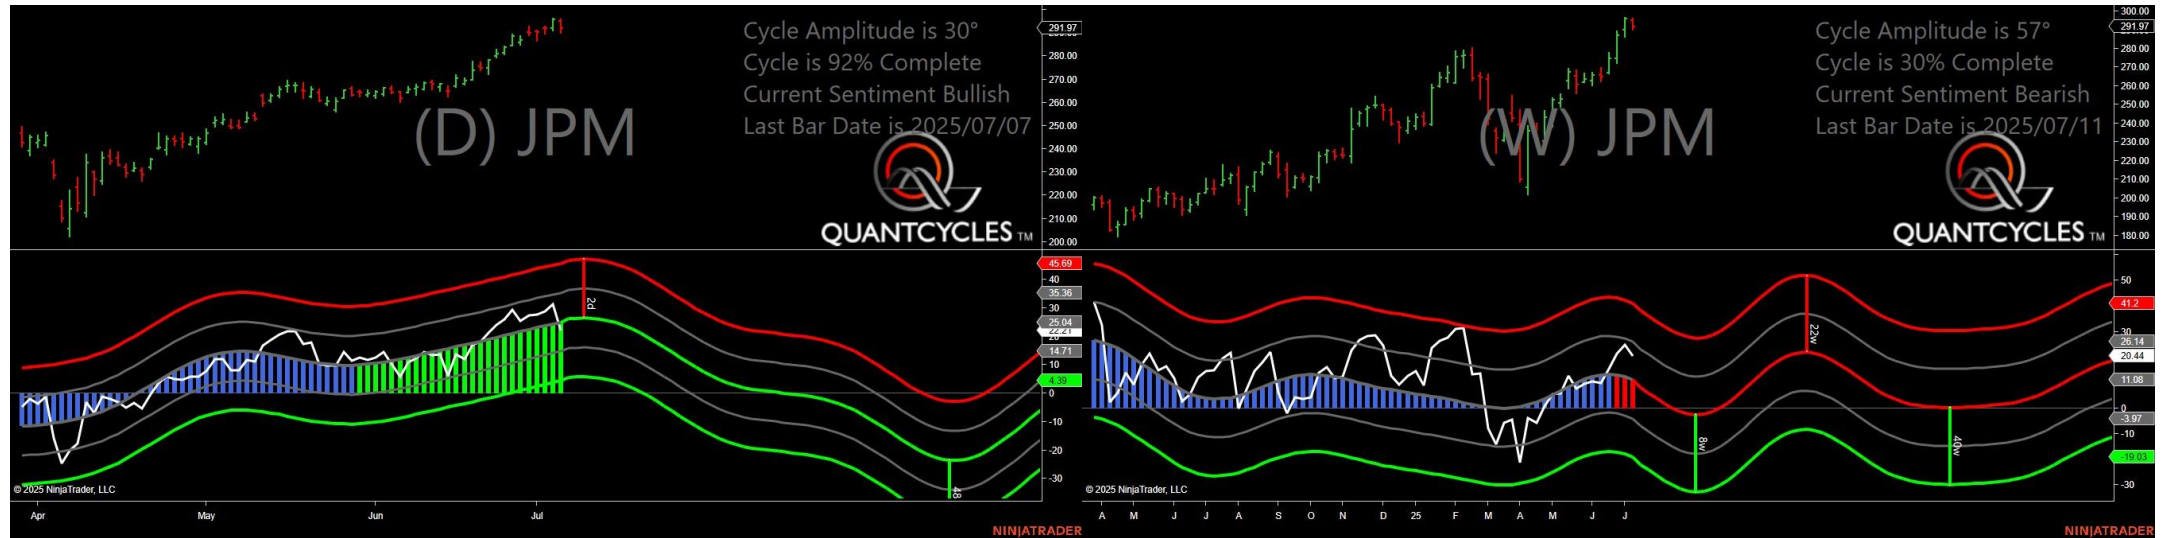 Cycle Amplitude is 30°
Cycle is 92% Complete
Current Sentiment Bullish
Last Bar Date is 2025/07/07
(D) JPM
QUANTCYCLES TM
291.97
280.00
270.00
260.00
250.00
240.00
230.00
220.00
210.00
200.00
45.69
40
35.36
30
25.04
22.21
20
14.71
4.39
0
-10
-20
-30
2d
48
© 2025 NinjaTrader, LLC
Apr May Jun Jul
NINJATRADER
Cycle Amplitude is 57°
Cycle is 30% Complete
Current Sentiment Bearish
Last Bar Date is 2025/07/11
(W) JPM
QUANTCYCLES TM
300.00
291.97
280.00
270.00
260.00
250.00
240.00
230.00
220.00
210.00
200.00
190.00
180.00
50
41.2
30
26.14
20.44
11.08
0
-3.97
-10
-19.03
-30
8w
22w
40w
© 2025 NinjaTrader, LLC
A M J J A S O N D 25 F M A M J J
NINJATRADER